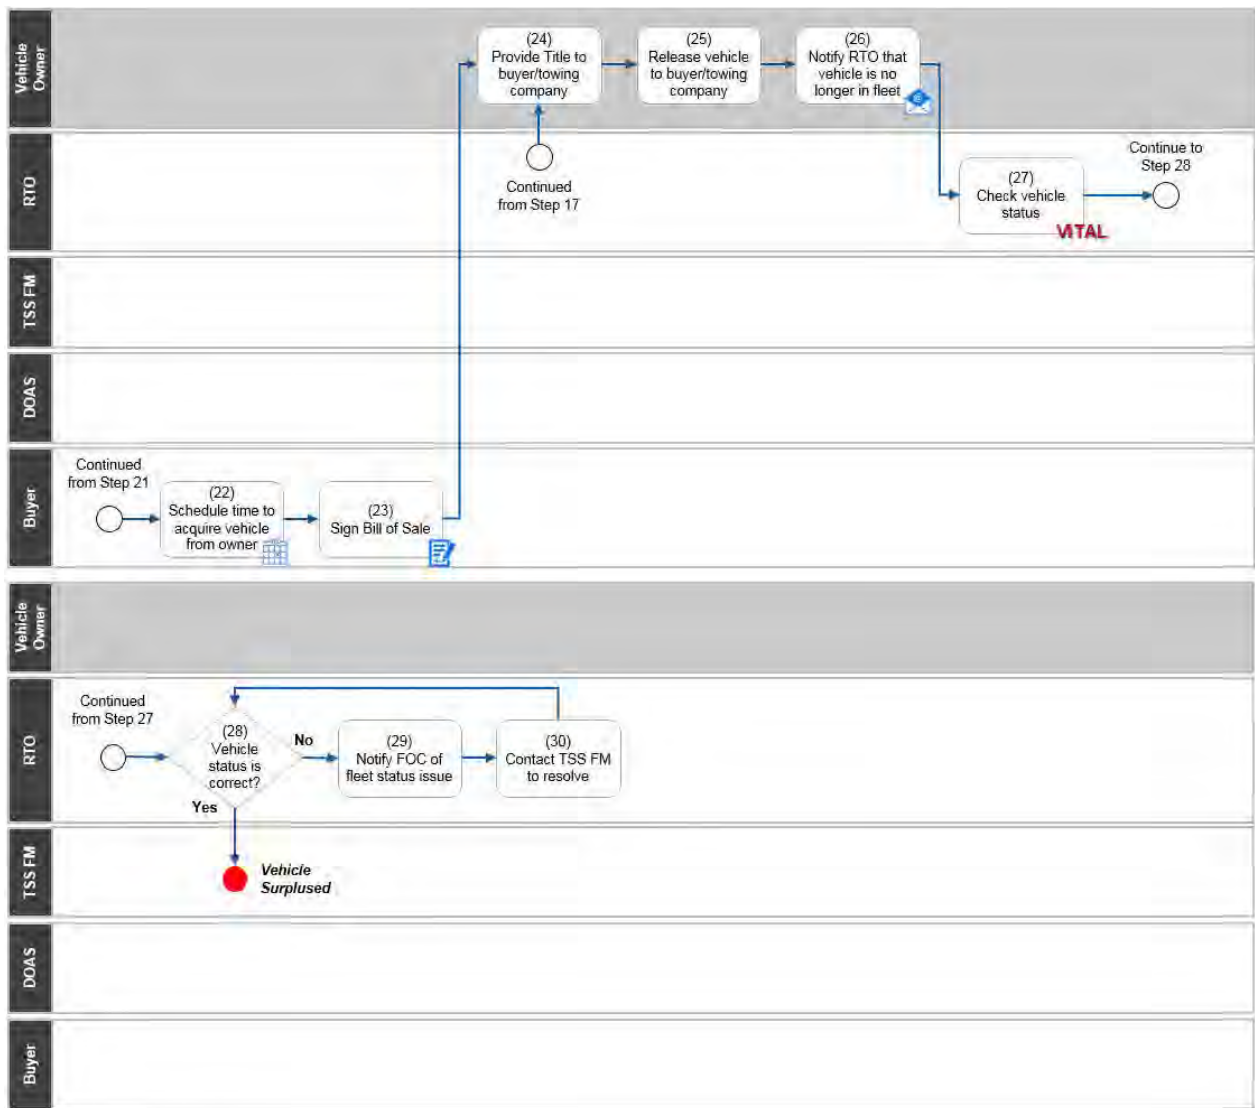 Vehicle
Owner
(24)
Provide Title to
buyer/towing
company
(25)
Release vehicle
to buyer/towing
company
(26)
Notify RTO that
vehicle is no
longer in fleet
RTO
Continued
from Step 17
(27)
Check vehicle
status
VITAL
Continue to
Step 28
TSS FM
DOAS
Buyer
Continued
from Step 21
(22)
Schedule time to
acquire vehicle
from owner
(23)
Sign Bill of Sale
Vehicle
Owner
RTO
Continued
from Step 27
(28)
Vehicle
status is
correct?
No
Yes
(29)
Notify FOC of
fleet status issue
(30)
Contact TSS FM
to resolve
TSS FM
Vehicle
Surplused
DOAS
Buyer